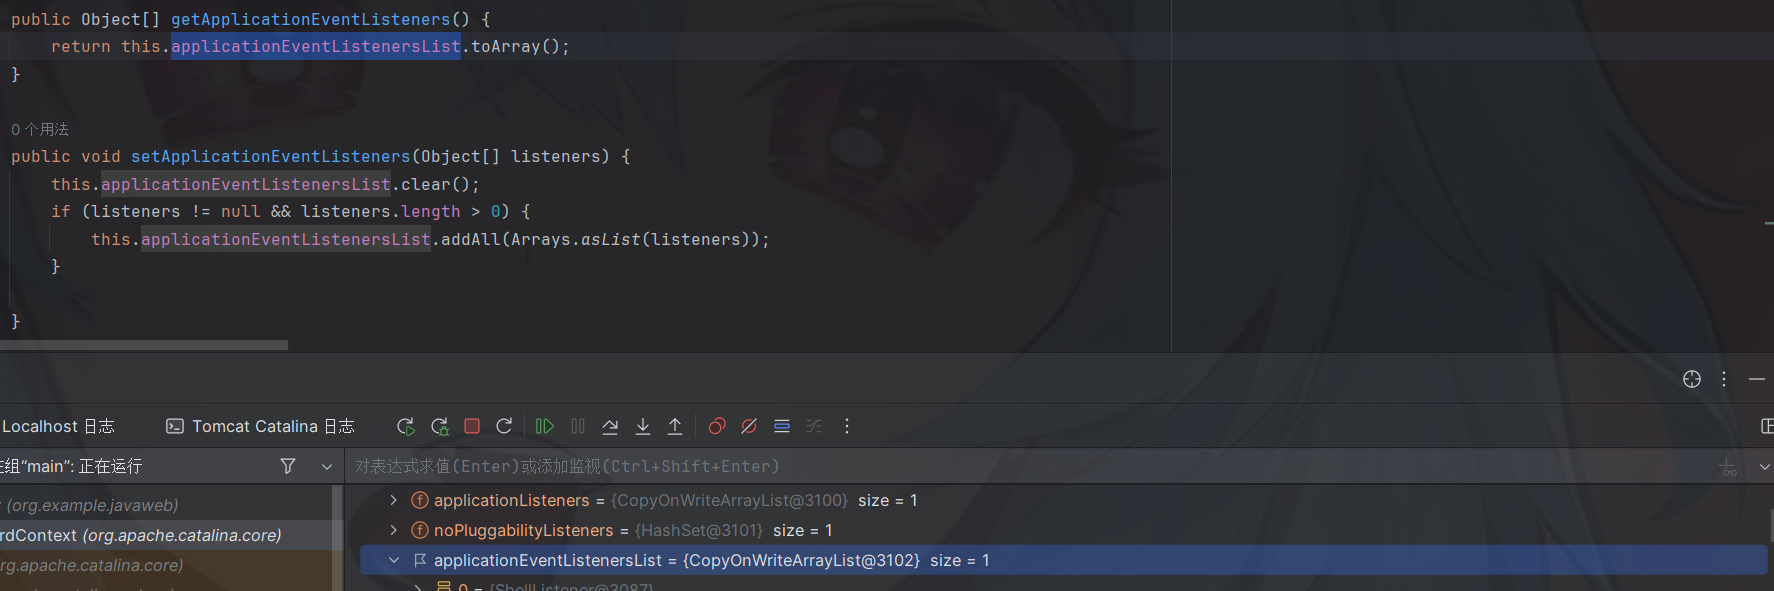 public Object[] getApplicationEventListeners() {
return this.applicationEventListenersList.toArray();
}
0 个用法
public void setApplicationEventListeners(Object[] listeners) {
this.applicationEventListenersList.clear();
if (listeners != null && listeners.length > 0) {
this.applicationEventListenersList.addAll(Arrays.asList(listeners));
}
}
Localhost 日志 Tomcat Catalina 日志
组"main": 正在运行 对表达式求值(Enter)或添加监视(Ctrl+Shift+Enter)
(org.example.javaweb)
rdContext (org.apache.catalina.core)
rg.apache.catalina.core)
applicationListeners = {CopyOnWriteArrayList@3100} size = 1
noPluggabilityListeners = {HashSet@3101} size = 1
applicationEventListenersList = {CopyOnWriteArrayList@3102} size = 1
0 = {ShellListener@3087}